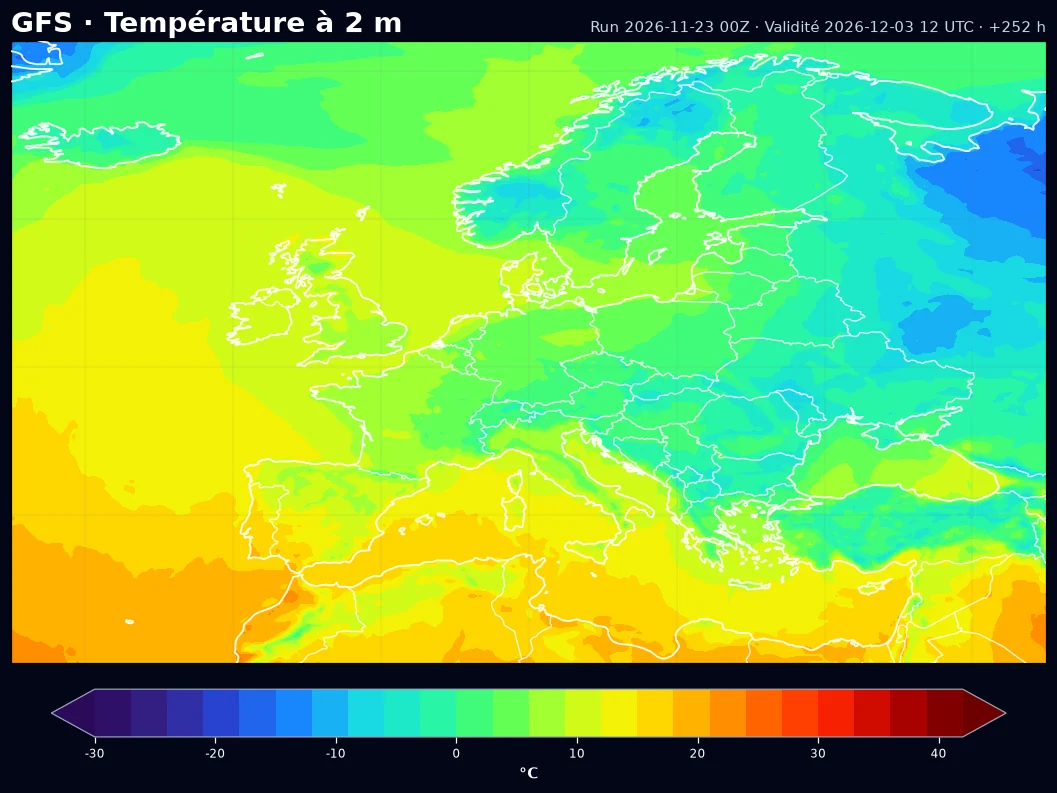 GFS · Température à 2 m
Run 2026-11-23 00Z · Validité 2026-12-03 12 UTC · +252 h
-30 -20 -10 0 10 20 30 40
°C